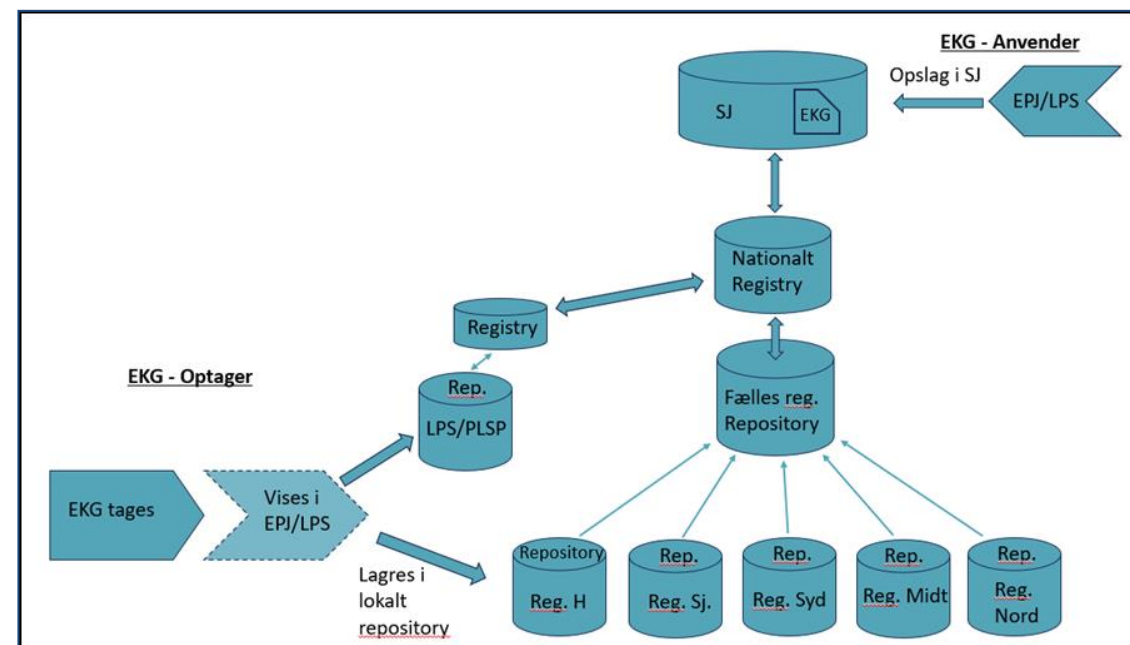 EKG - Anvender
Opslag i SJ
EPJ/LPS
SJ
EKG
Nationalt
Registry
Registry
EKG - Optager
Rep.
LPS/PLSP
Fælles reg.
Repository
EKG tages
Vises i
EPJ/LPS
Lagres i
lokalt
repository
Repository
Reg. H
Rep.
Reg. Sj.
Rep.
Reg. Syd
Rep.
Reg. Midt
Rep.
Reg.
Nord